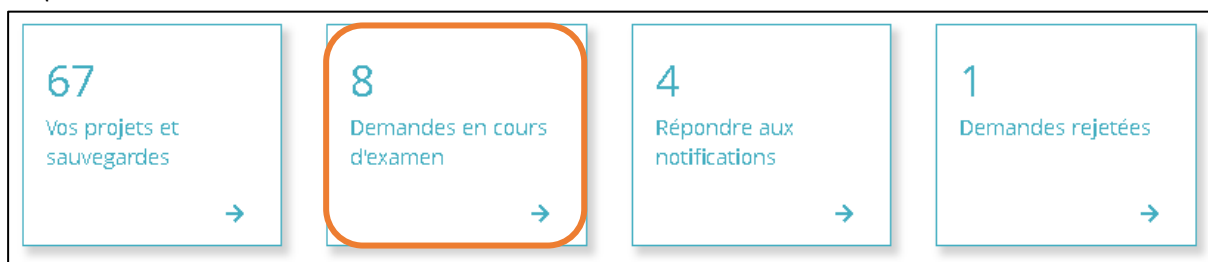 67
Vos projets et
sauvegardes
8
Demandes en cours
d'examen
4
Répondre aux
notifications
1
Demandes rejetées